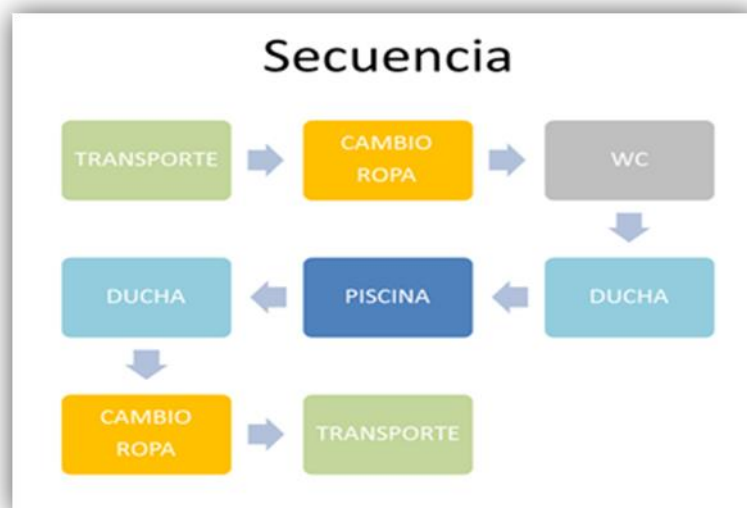 Secuencia
TRANSPORTE
CAMBIO
ROPA
WC
DUCHA
PISCINA
DUCHA
CAMBIO
ROPA
TRANSPORTE